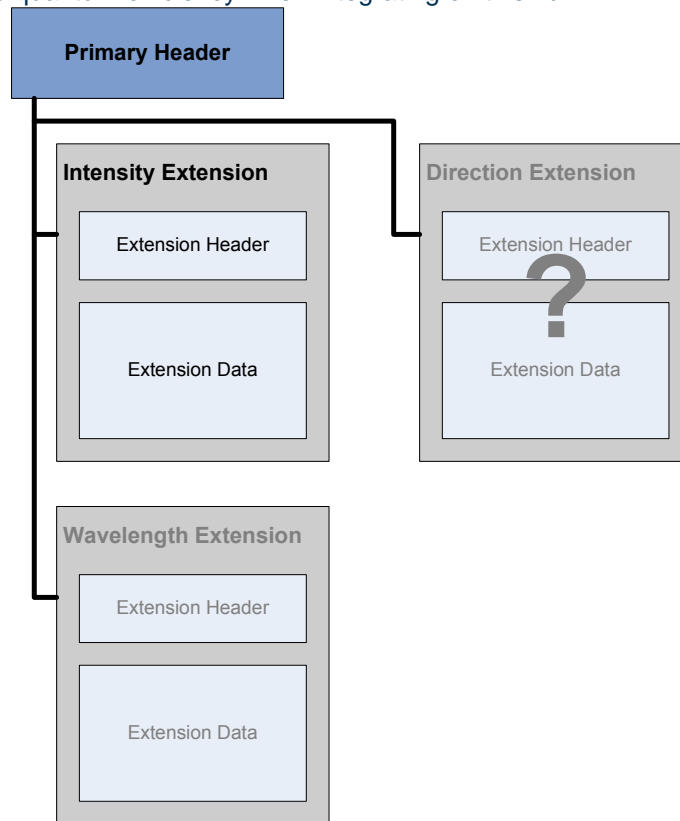 Primary Header
Intensity Extension
Extension Header
Extension Data
Direction Extension
Extension Header
?
Extension Data
Wavelength Extension
Extension Header
Extension Data